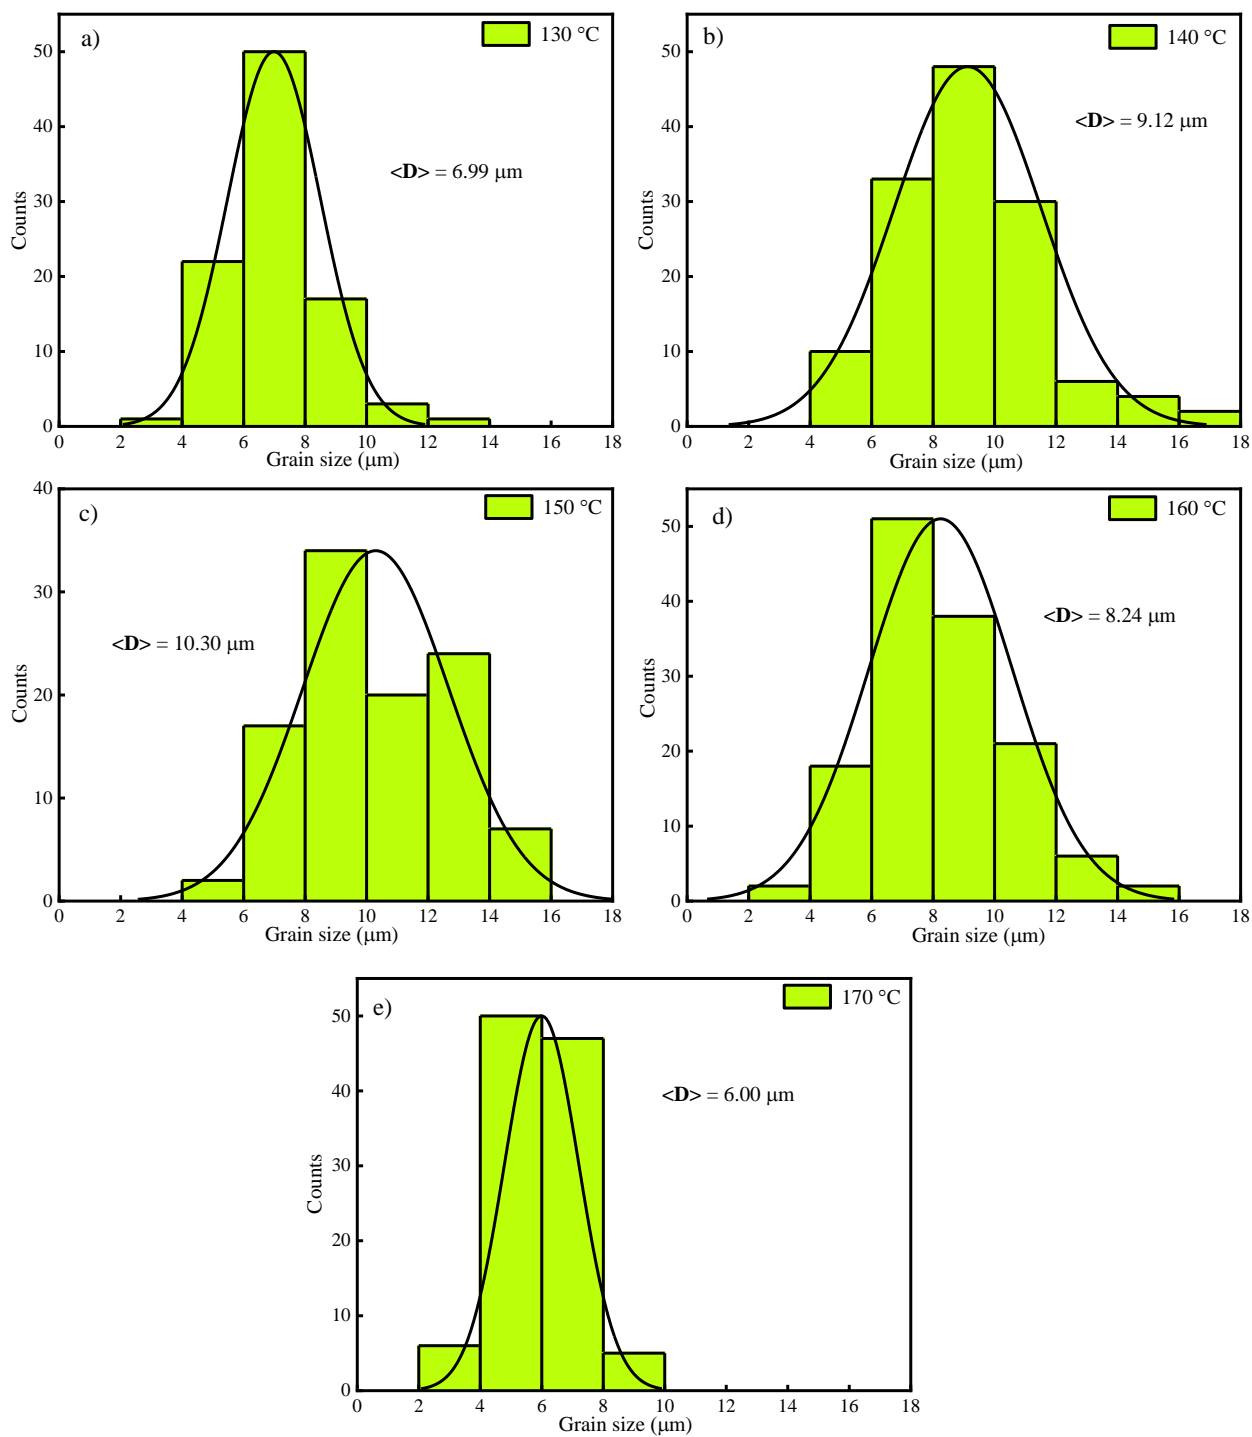 a)
130 °C
<D> = 6.99 μm
Counts
50
40
30
20
10
0
0 2 4 6 8 10 12 14 16 18
Grain size (μm)
b)
140 °C
<D> = 9.12 μm
Counts
50
40
30
20
10
0
0 2 4 6 8 10 12 14 16 18
Grain size (μm)
c)
150 °C
<D> = 10.30 μm
Counts
40
30
20
10
0
0 2 4 6 8 10 12 14 16 18
Grain size (μm)
d)
160 °C
<D> = 8.24 μm
Counts
50
40
30
20
10
0
0 2 4 6 8 10 12 14 16 18
Grain size (μm)
e)
170 °C
<D> = 6.00 μm
Counts
50
40
30
20
10
0
0 2 4 6 8 10 12 14 16 18
Grain size (μm)